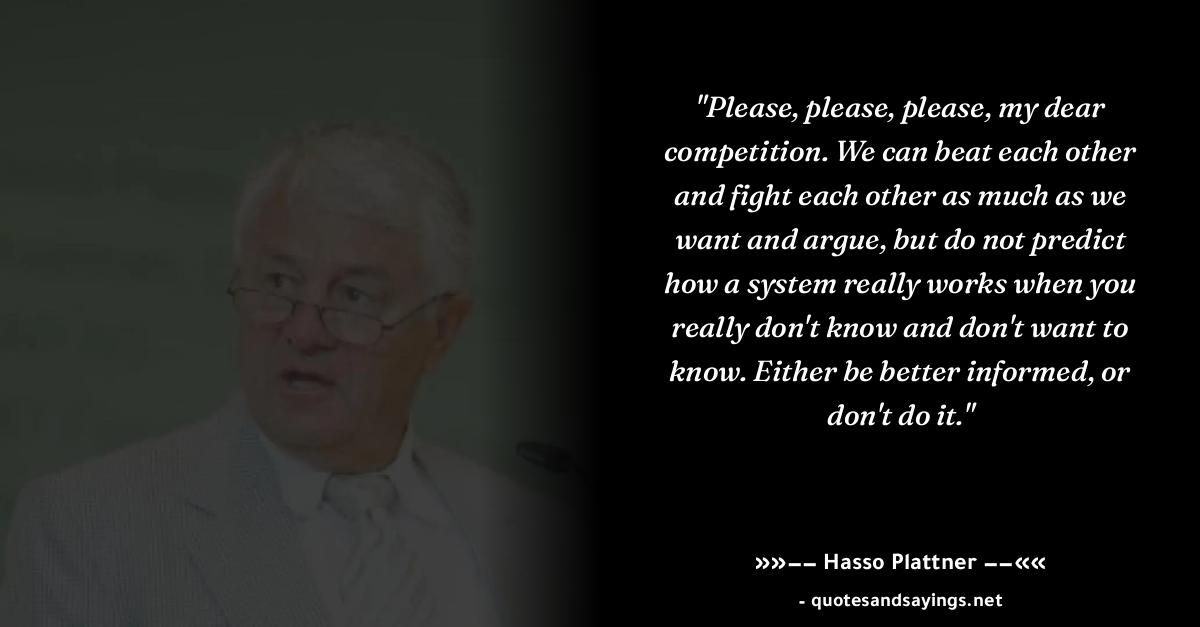 "Please, please, please, my dear
competition. We can beat each other
and fight each other as much as we
want and argue, but do not predict
how a system really works when you
really don't know and don't want to
know. Either be better informed, or
don't do it."
»»−− Hasso Plattner −−««
- quotesandsayings.net